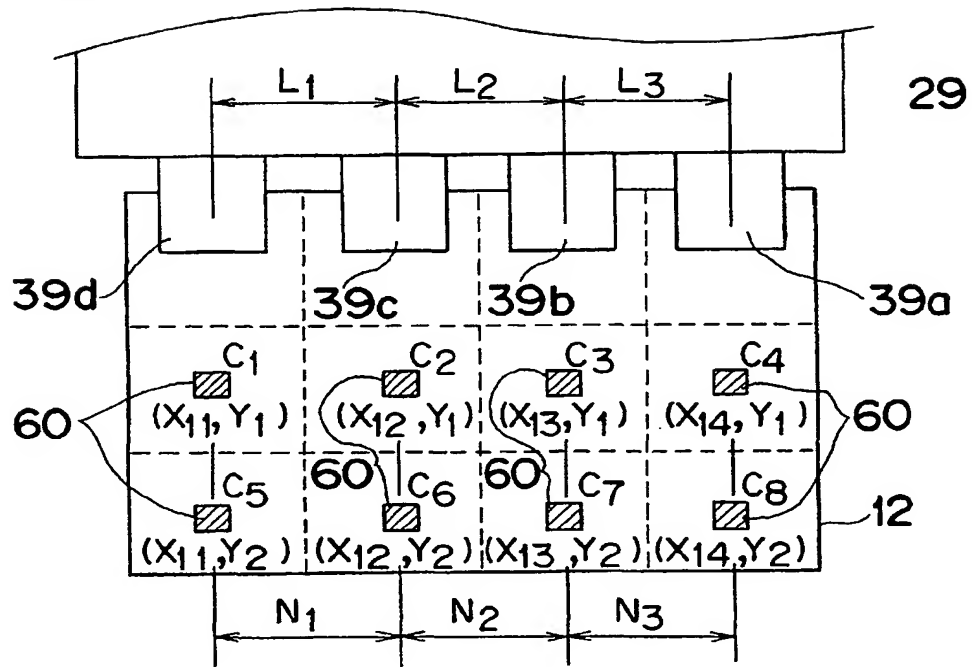 L1 L2 L3
29
39d 39c 39b 39a
C1 C2 C3 C4
60 (X11,Y1) (X12,Y1) (X13,Y1) (X14,Y1) 60
60 60
C5 C6 C7 C8
12
(X11,Y2) (X12,Y2) (X13,Y2) (X14,Y2)
N1 N2 N3